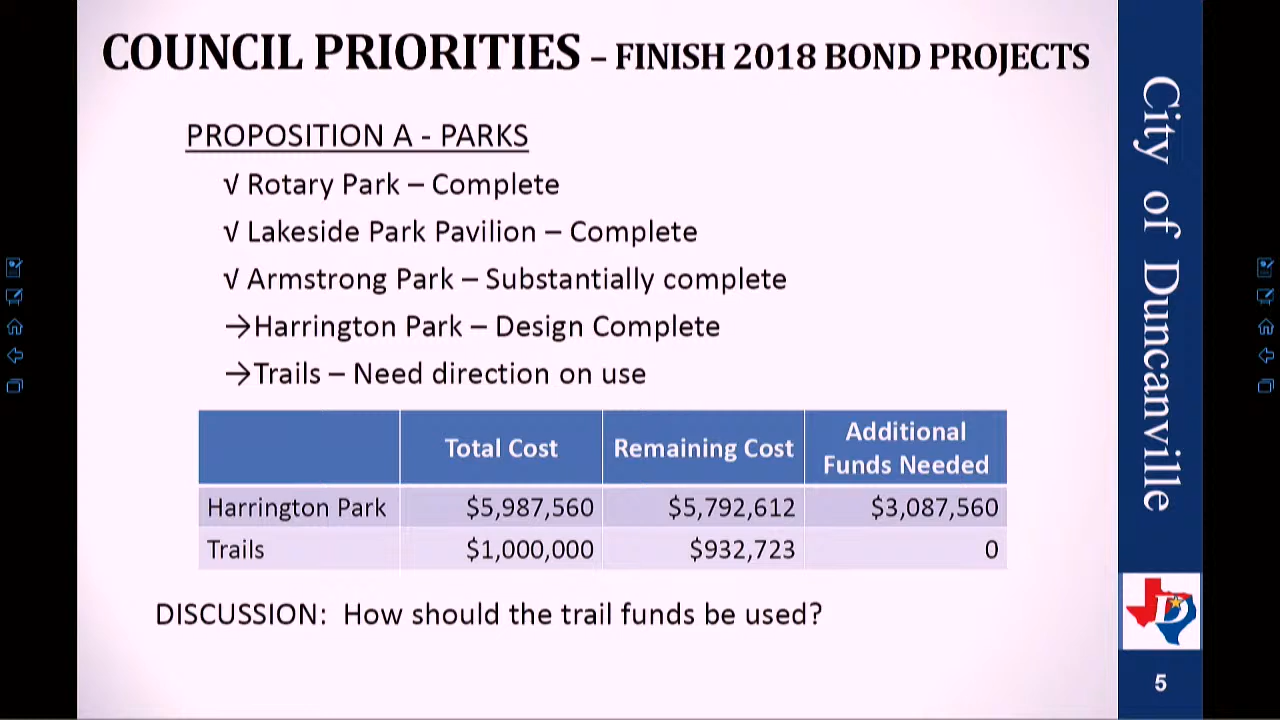 COUNCIL PRIORITIES – FINISH 2018 BOND PROJECTS
PROPOSITION A - PARKS
√ Rotary Park – Complete
√ Lakeside Park Pavilion – Complete
√ Armstrong Park – Substantially complete
→Harrington Park – Design Complete
→Trails – Need direction on use
Total Cost Remaining Cost Additional Funds Needed
Harrington Park $5,987,560 $5,792,612 $3,087,560
Trails $1,000,000 $932,723 0
DISCUSSION: How should the trail funds be used?
City of Duncanville
D
5